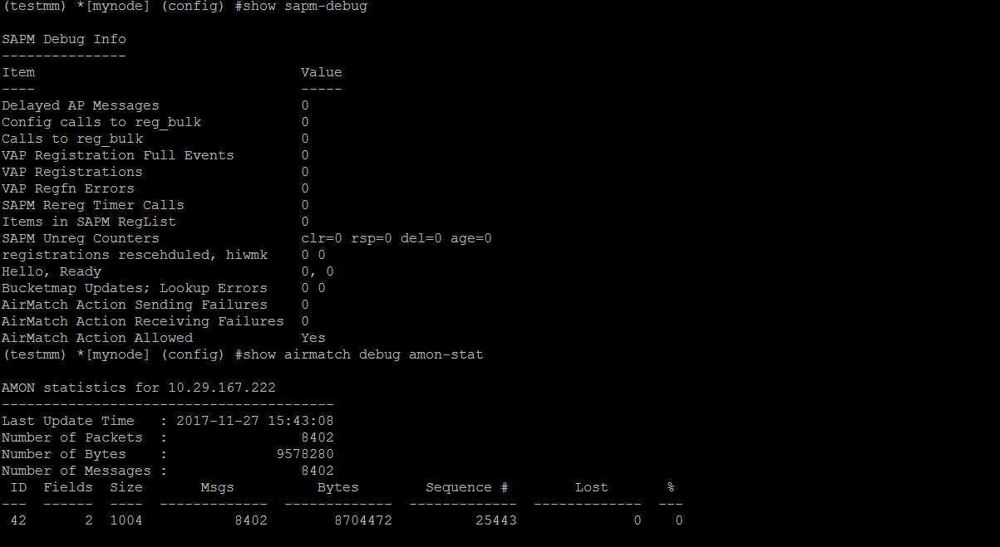 (testmm) *[mynode] (config) #show sapm-debug
SAPM Debug Info
---------------
Item                                Value
----                                -----
Delayed AP Messages                 0
Config calls to reg_bulk            0
Calls to reg_bulk                   0
VAP Registration Full Events        0
VAP Registrations                   0
VAP Regfn Errors                    0
SAPM Rereg Timer Calls              0
Items in SAPM RegList               0
SAPM Unreg Counters                 clr=0 rsp=0 del=0 age=0
registrations rescehduled, hiwmk    0 0
Hello, Ready                        0, 0
Bucketmap Updates; Lookup Errors    0 0
AirMatch Action Sending Failures    0
AirMatch Action Receiving Failures  0
AirMatch Action Allowed             Yes
(testmm) *[mynode] (config) #show airmatch debug amon-stat
AMON statistics for 10.29.167.222
----------------------------------------
Last Update Time   : 2017-11-27 15:43:08
Number of Packets  :                8402
Number of Bytes    :             9578280
Number of Messages :                8402
 ID  Fields  Size       Msgs          Bytes        Sequence #        Lost       %
---  ------  ----  -------------  -------------  -------------  -------------  ---
 42       2  1004           8402        8704472          25443              0    0